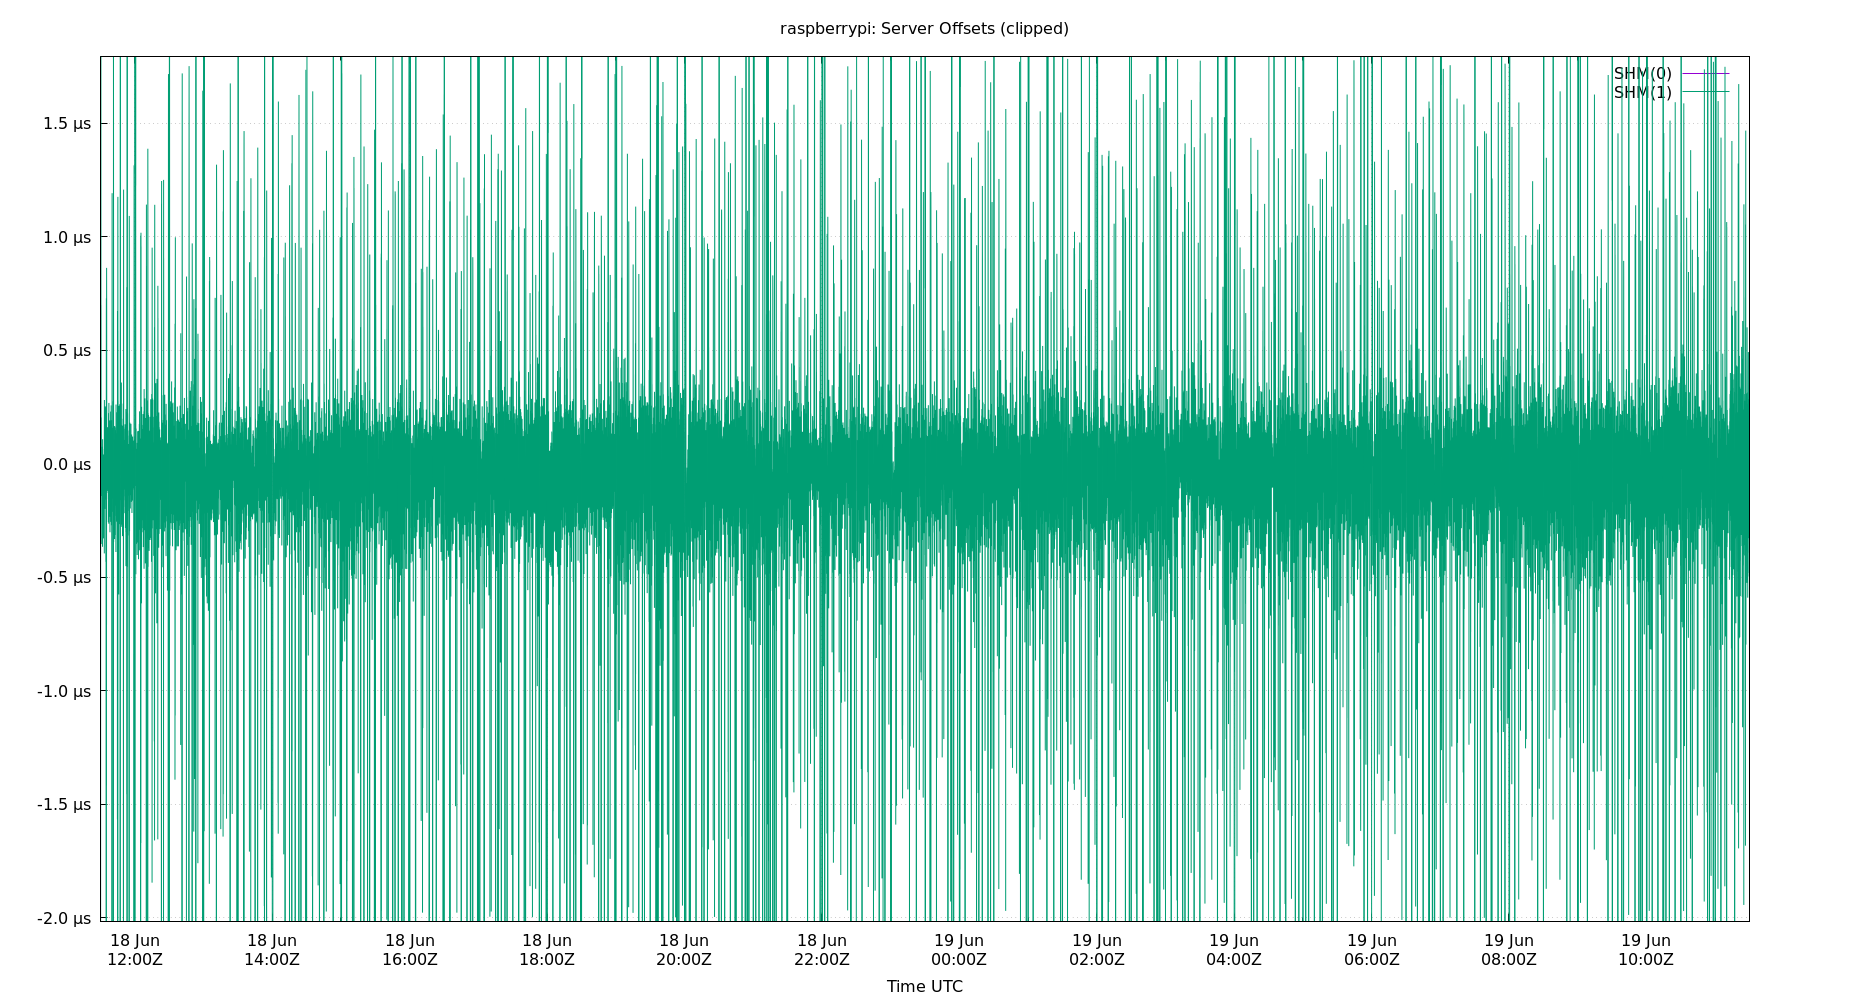 raspberrypi: Server Offsets (clipped)
SHM(0)
SHM(1)
1.5 µs
1.0 µs
0.5 µs
0.0 µs
-0.5 µs
-1.0 µs
-1.5 µs
-2.0 µs
18 Jun 18 Jun 18 Jun 18 Jun 18 Jun 18 Jun 19 Jun 19 Jun 19 Jun 19 Jun 19 Jun 19 Jun
12:00Z 14:00Z 16:00Z 18:00Z 20:00Z 22:00Z 00:00Z 02:00Z 04:00Z 06:00Z 08:00Z 10:00Z
Time UTC